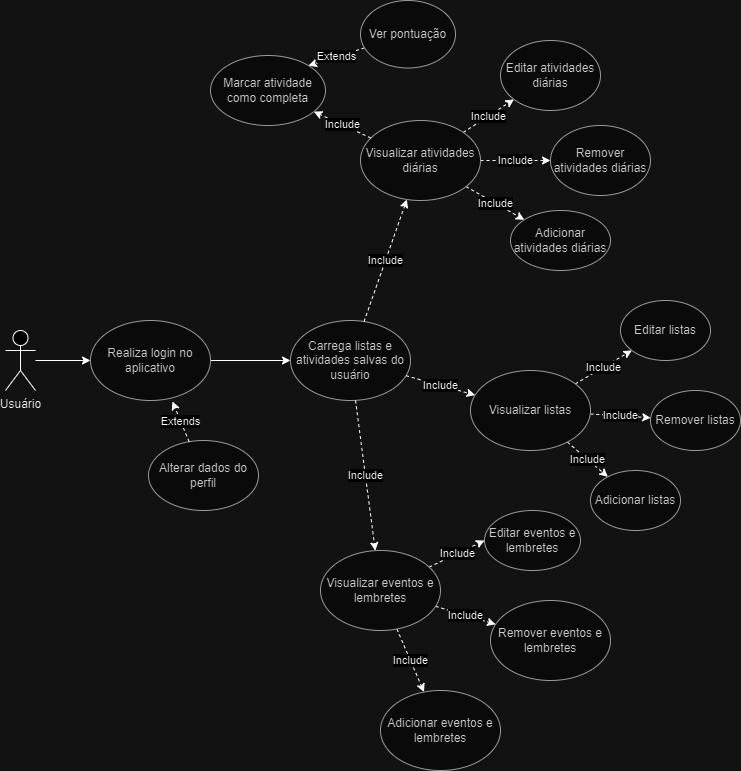 Ver pontuação
Extends
Marcar atividade
como completa
Include
Editar atividades
diárias
Include
Visualizar atividades
diárias
Include
Remover
atividades diárias
Include
Adicionar
atividades diárias
Include
Usuário
Realiza login no
aplicativo
Extends
Alterar dados do
perfil
Carrega listas e
atividades salvas do
usuário
Include
Visualizar listas
Include
Editar listas
Include
Remover listas
Include
Adicionar listas
Include
Visualizar eventos e
lembretes
Include
Editar eventos e
lembretes
Include
Remover eventos e
lembretes
Include
Adicionar eventos e
lembretes